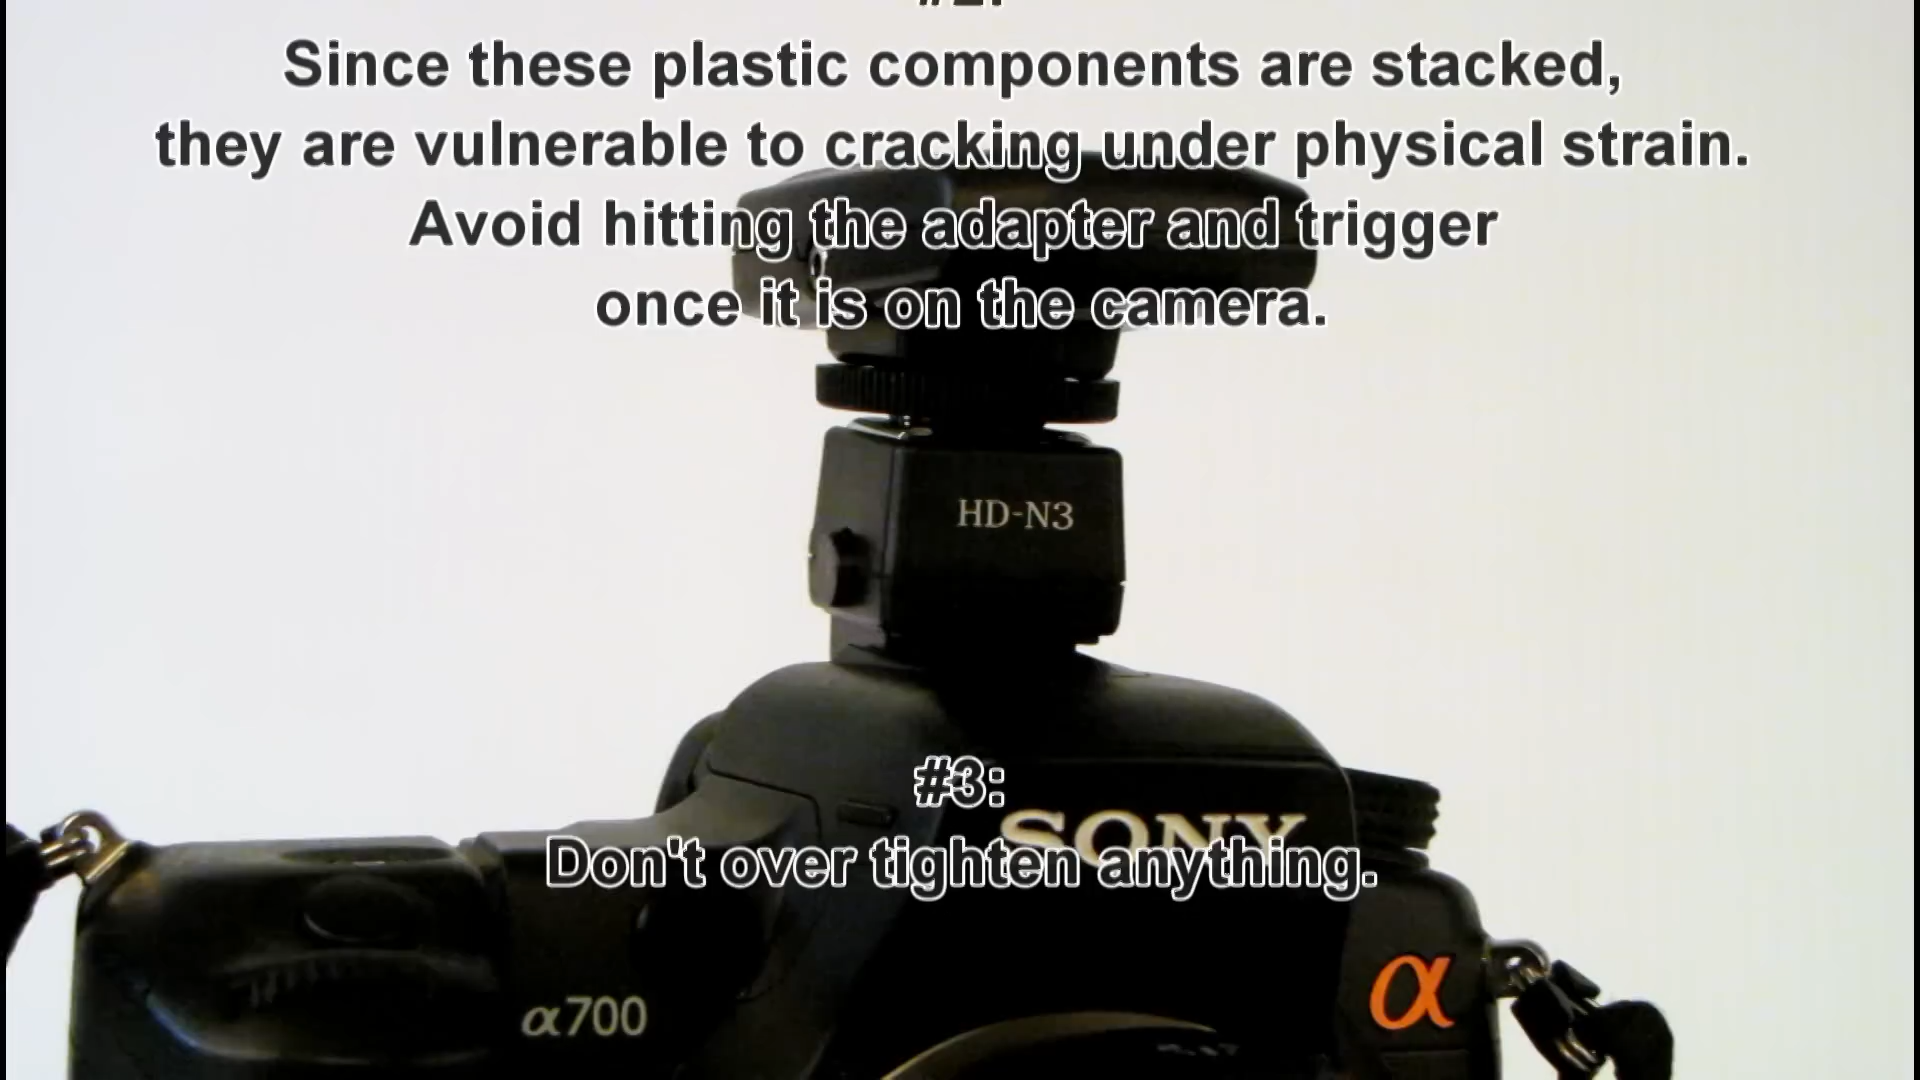 #2:
Since these plastic components are stacked,
they are vulnerable to cracking under physical strain.
Avoid hitting the adapter and trigger
once it is on the camera.
HD-N3
#3:
SONY
Don't over tighten anything.
α
α700